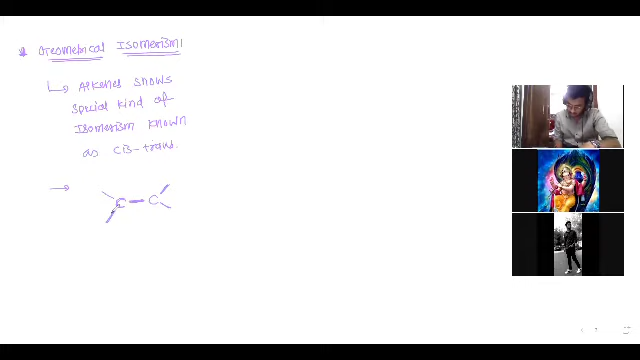 Geometrical Isomerism
Alkenes shows
special kind of
Isomerism known
as cis-trans.
C = C